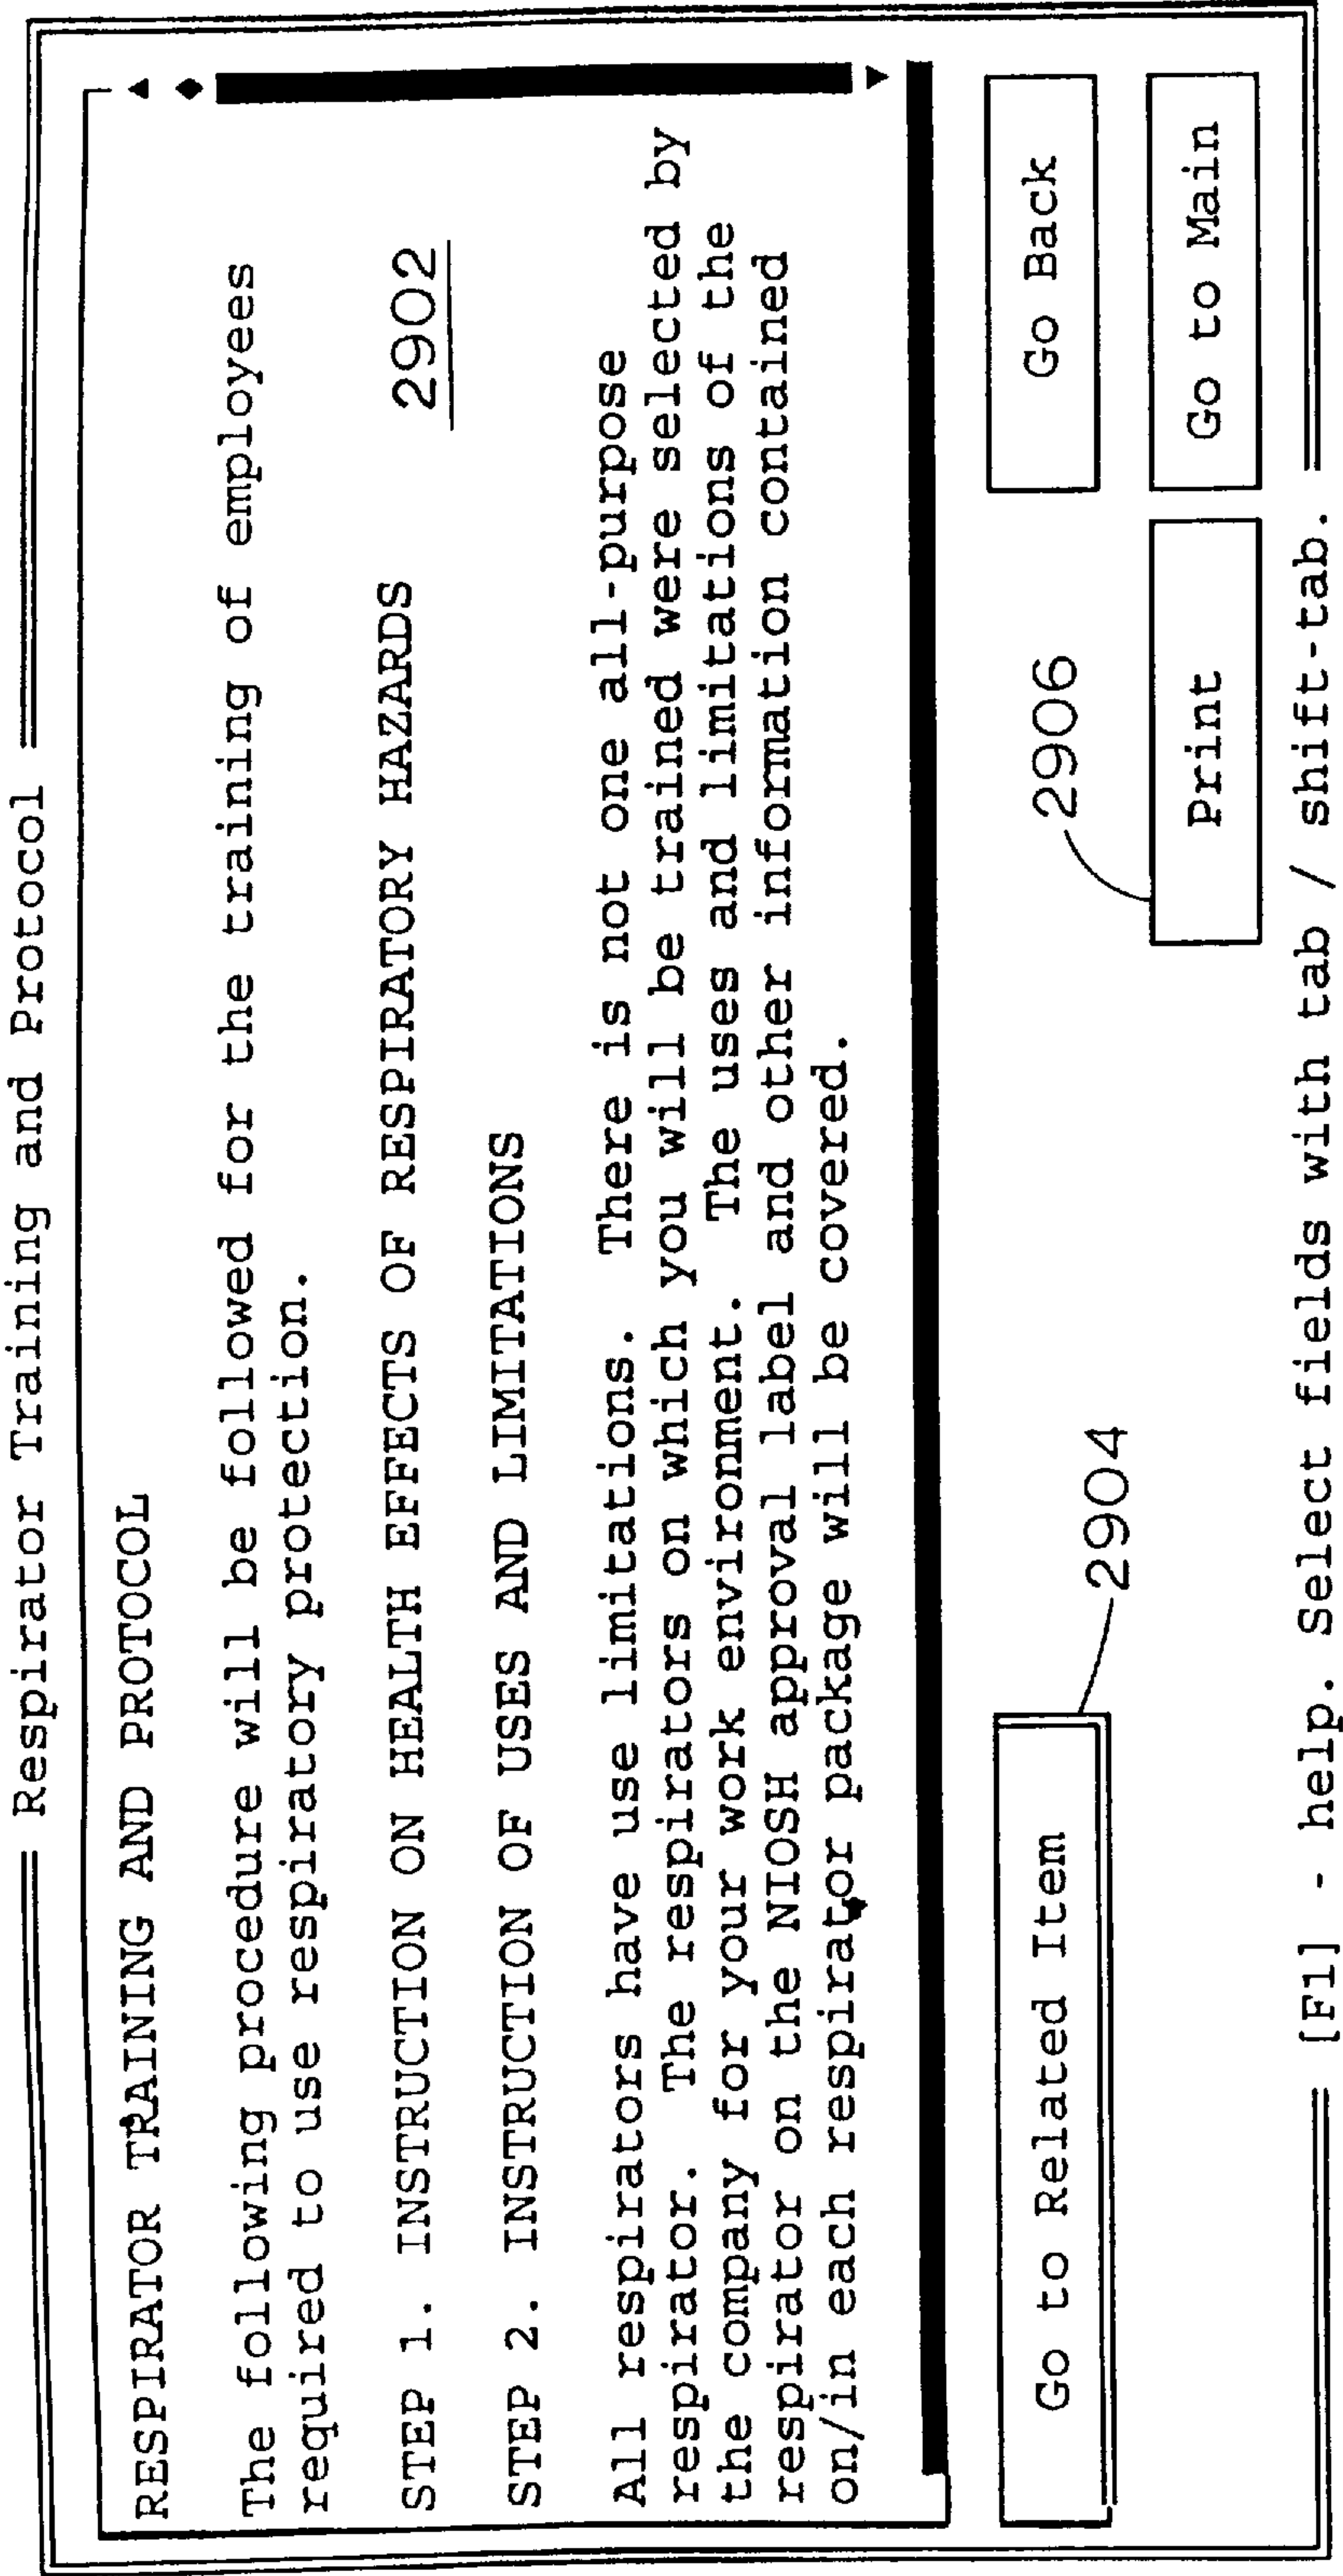 Respirator Training and Protocol
RESPIRATOR TRAINING AND PROTOCOL
The following procedure will be followed for the training of employees
required to use respiratory protection.
STEP 1. INSTRUCTION ON HEALTH EFFECTS OF RESPIRATORY HAZARDS
2902
STEP 2. INSTRUCTION OF USES AND LIMITATIONS
All respirators have use limitations. There is not one all-purpose
respirator. The respirators on which you will be trained were selected by
the company for your work environment. The uses and limitations of the
respirator on the NIOSH approval label and other information contained
on/in each respirator package will be covered.
Go to Related Item
2904
2906
Go Back
Print
Go to Main
[F1] - help. Select fields with tab / shift-tab.